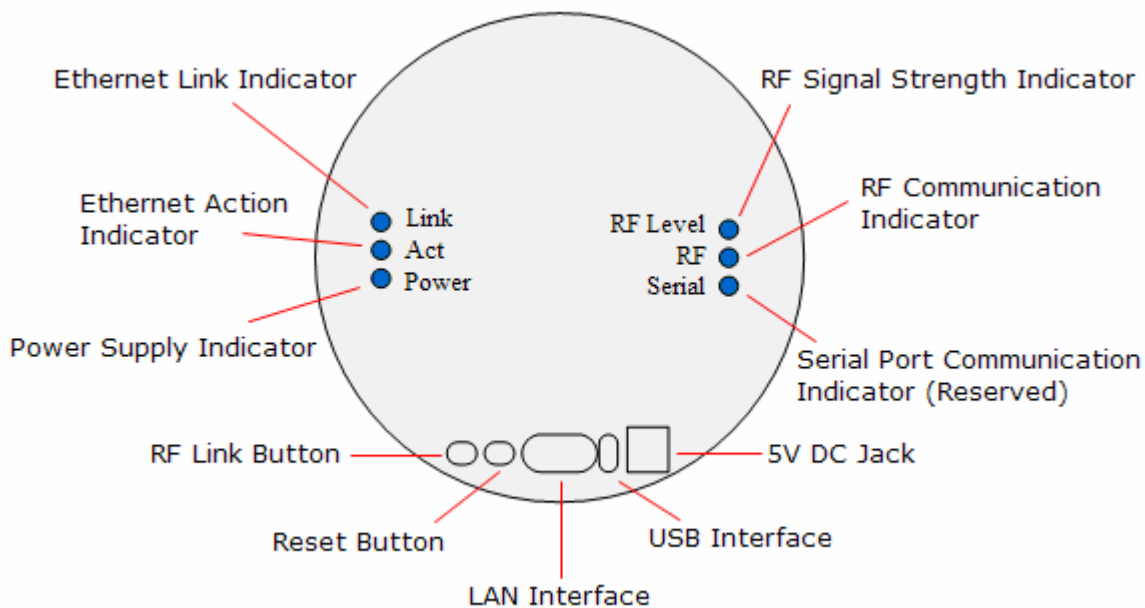 Ethernet Link Indicator
RF Signal Strength Indicator
Ethernet Action
Indicator
RF Communication
Indicator
Link
Act
Power
RF Level
RF
Serial
Power Supply Indicator
Serial Port Communication
Indicator (Reserved)
RF Link Button
5V DC Jack
Reset Button
USB Interface
LAN Interface